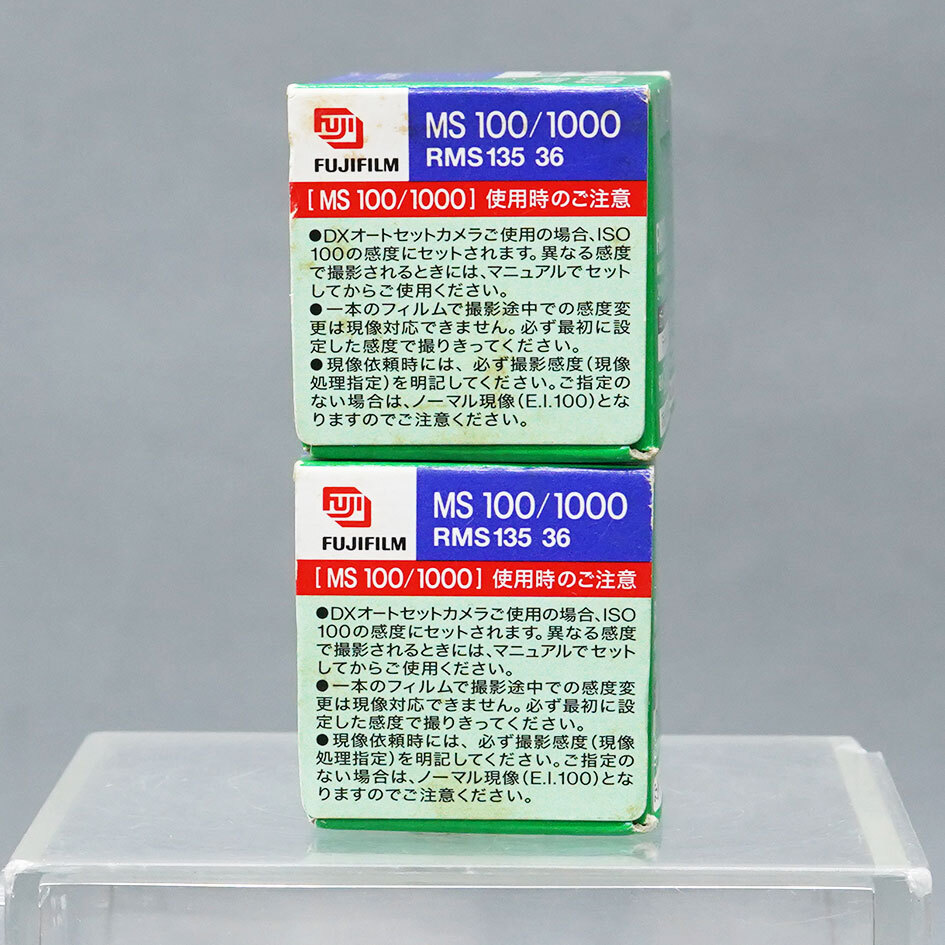 FUJI
FUJIFILM
MS 100/1000
RMS135 36
[MS 100/1000] 使用時のご注意
●DXオートセットカメラご使用の場合、ISO
100の感度にセットされます。異なる感度
で撮影されるときには、マニュアルでセット
してからご使用ください。
●一本のフィルムで撮影途中での感度変
更は現像対応できません。必ず最初に設
定した感度で撮りきってください。
●現像依頼時には、必ず撮影感度(現像
処理指定)を明記してください。ご指定の
ない場合は、ノーマル現像(E.I.100)とな
りますのでご注意ください。
FUJI
FUJIFILM
MS 100/1000
RMS135 36
[MS 100/1000] 使用時のご注意
●DXオートセットカメラご使用の場合、ISO
100の感度にセットされます。異なる感度
で撮影されるときには、マニュアルでセット
してからご使用ください。
●一本のフィルムで撮影途中での感度変
更は現像対応できません。必ず最初に設
定した感度で撮りきってください。
●現像依頼時には、必ず撮影感度(現像
処理指定)を明記してください。ご指定の
ない場合は、ノーマル現像(E.I.100)とな
りますのでご注意ください。